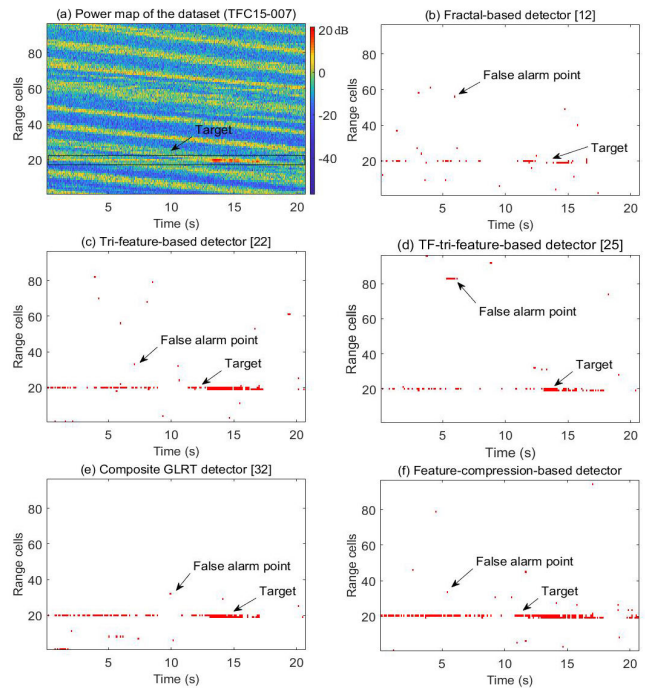 (a) Power map of the dataset (TFC15-007)
20 dB
0
-20
-40
Range cells
80
60
40
20
Target
0
5
10
15
20
Time (s)
(b) Fractal-based detector [12]
Range cells
80
60
40
20
False alarm point
Target
5
10
15
20
Time (s)
(c) Tri-feature-based detector [22]
Range cells
80
60
40
20
False alarm point
Target
5
10
15
20
Time (s)
(d) TF-tri-feature-based detector [25]
Range cells
80
60
40
20
False alarm point
Target
5
10
15
20
Time (s)
(e) Composite GLRT detector [32]
Range cells
80
60
40
20
False alarm point
Target
5
10
15
20
Time (s)
(f) Feature-compression-based detector
Range cells
80
60
40
20
False alarm point
Target
5
10
15
20
Time (s)